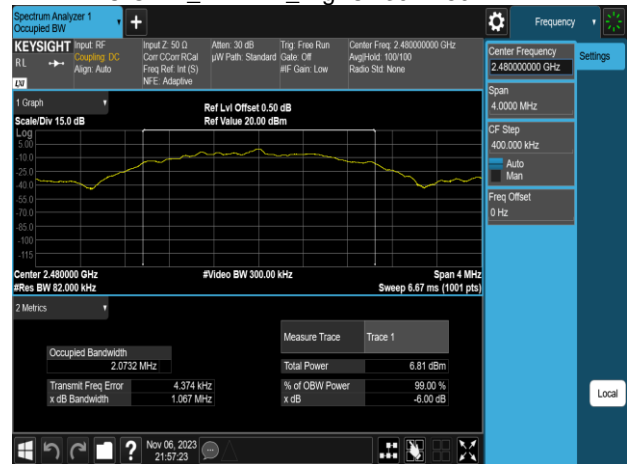 Spectrum Analyzer 1
Occupied BW
Frequency
KEYSIGHT
RL
LXI
Input: RF
Coupling: DC
Align: Auto
Input Z: 50 Ω
Corr CCorr RCal
Freq Ref: Int (S)
NFE: Adaptive
Atten: 30 dB
µW Path: Standard
Trig: Free Run
Gate: Off
#IF Gain: Low
Center Freq: 2.480000000 GHz
Avg|Hold: 100/100
Radio Std: None
Center Frequency
2.480000000 GHz
Settings
Span
4.0000 MHz
CF Step
400.000 kHz
Auto
Man
Freq Offset
0 Hz
Local
1 Graph
Scale/Div 15.0 dB
Ref Lvl Offset 0.50 dB
Ref Value 20.00 dBm
Log
5.00
-10.0
-25.0
-40.0
-55.0
-70.0
-85.0
-100
-115
Center 2.480000 GHz
#Res BW 82.000 kHz
#Video BW 300.00 kHz
Span 4 MHz
Sweep 6.67 ms (1001 pts)
2 Metrics
Occupied Bandwidth
2.0732 MHz
Transmit Freq Error 4.374 kHz
x dB Bandwidth 1.067 MHz
Measure Trace Trace 1
Total Power 6.81 dBm
% of OBW Power 99.00 %
x dB -6.00 dB
?
Nov 06, 2023
21:57:23